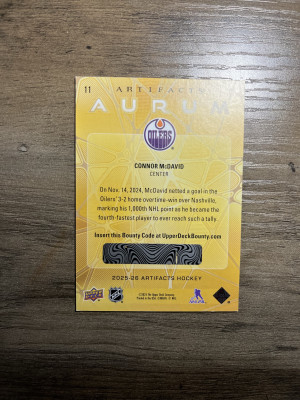 11
ARTIFACTS
AURUM
OILERS
CONNOR McDAVID
CENTER
On Nov. 14, 2024, McDavid netted a goal in the
Oilers' 3-2 home overtime-win over Nashville,
marking his 1,000th NHL point as he became the
fourth-fastest player to ever reach such a tally.
Insert this Bounty Code at UpperDeckBounty.com
2025-26 ARTIFACTS HOCKEY